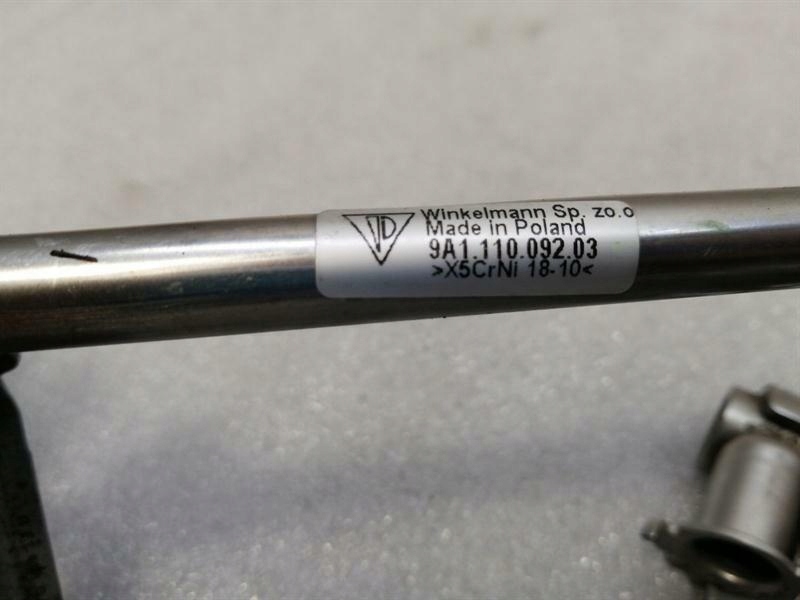 Winkelmann Sp. zo.o
Made in Poland
9A1.110.092.03
>X5CrNi 18-10<